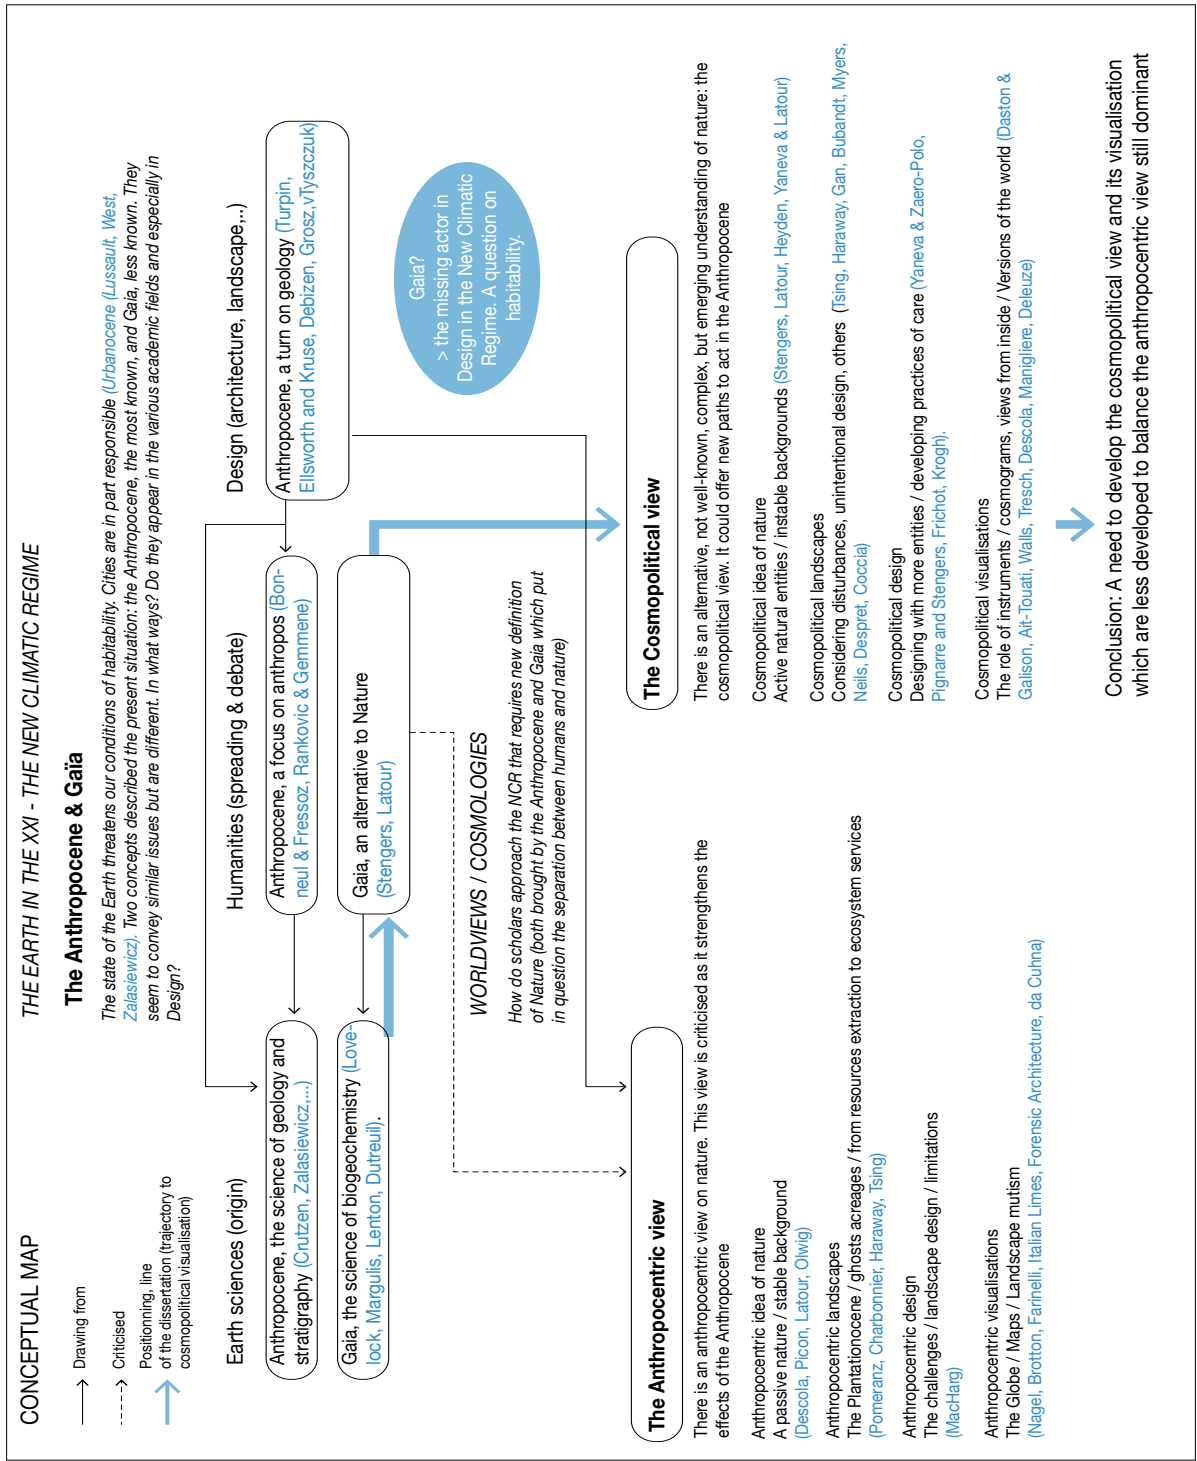 CONCEPTUAL MAP
THE EARTH IN THE XXI - THE NEW CLIMATIC REGIME
Drawing from
Criticised
Positionning, line
of the dissertation (trajectory to
cosmopolitical visualisation)
The Anthropocene & Gaïa
The state of the Earth threatens our conditions of habitability. Cities are in part responsible (Urbanocene (Lussault, West,
Zalasiewicz). Two concepts described the present situation: the Anthropocene, the most known, and Gaia, less known. They
seem to convey similar issues but are different. In what ways? Do they appear in the various academic fields and especially in
Design?
Earth sciences (origin)
Humanities (spreading & debate)
Design (architecture, landscape,..)
Anthropocene, the science of geology and
stratigraphy (Crutzen, Zalasiewicz,...)
Anthropocene, a focus on anthropos (Bon-
neul & Fressoz, Rankovic & Gemmene)
Anthropocene, a turn on geology (Turpin,
Ellsworth and Kruse, Debizen, Grosz,vTyszczuk)
Gaia, the science of biogeochemistry (Love-
lock, Margulis, Lenton, Dutreuil).
Gaia, an alternative to Nature
(Stengers, Latour)
Gaia?
> the missing actor in
Design in the New Climatic
Regime. A question on
habitability.
WORLDVIEWS / COSMOLOGIES
How do scholars approach the NCR that requires new definition
of Nature (both brought by the Anthropocene and Gaia which put
in question the separation between humans and nature)
The Anthropocentric view
There is an anthropocentric view on nature. This view is criticised as it strengthens the
effects of the Anthropocene
Anthropocentric idea of nature
A passive nature / stable background
(Descola, Picon, Latour, Olwig)
Anthropocentric landscapes
The Plantationocene / ghosts acreages / from resources extraction to ecosystem services
(Pomeranz, Charbonnier, Haraway, Tsing)
Anthropocentric design
The challenges / landscape design / limitations
(MacHarg)
Anthropocentric visualisations
The Globe / Maps / Landscape mutism
(Nagel, Brotton, Farinelli, Italian Limes, Forensic Architecture, da Cuhna)
The Cosmopolitical view
There is an alternative, not well-known, complex, but emerging understanding of nature: the
cosmopolitical view. It could offer new paths to act in the Anthropocene
Cosmopolitical idea of nature
Active natural entities / instable backgrounds (Stengers, Latour, Heyden, Yaneva & Latour)
Cosmopolitical landscapes
Considering disturbances, unintentional design, others (Tsing, Haraway, Gan, Bubandt, Myers,
Neils, Despret, Coccia)
Cosmopolitical design
Designing with more entities / developing practices of care (Yaneva & Zaero-Polo,
Pignarre and Stengers, Frichot, Krogh).
Cosmopolitical visualisations
The role of instruments / cosmograms, views from inside / Versions of the world (Daston &
Galison, Ait-Touati, Walls, Tresch, Descola, Manigliere, Deleuze)
Conclusion: A need to develop the cosmopolitical view and its visualisation
which are less developed to balance the anthropocentric view still dominant